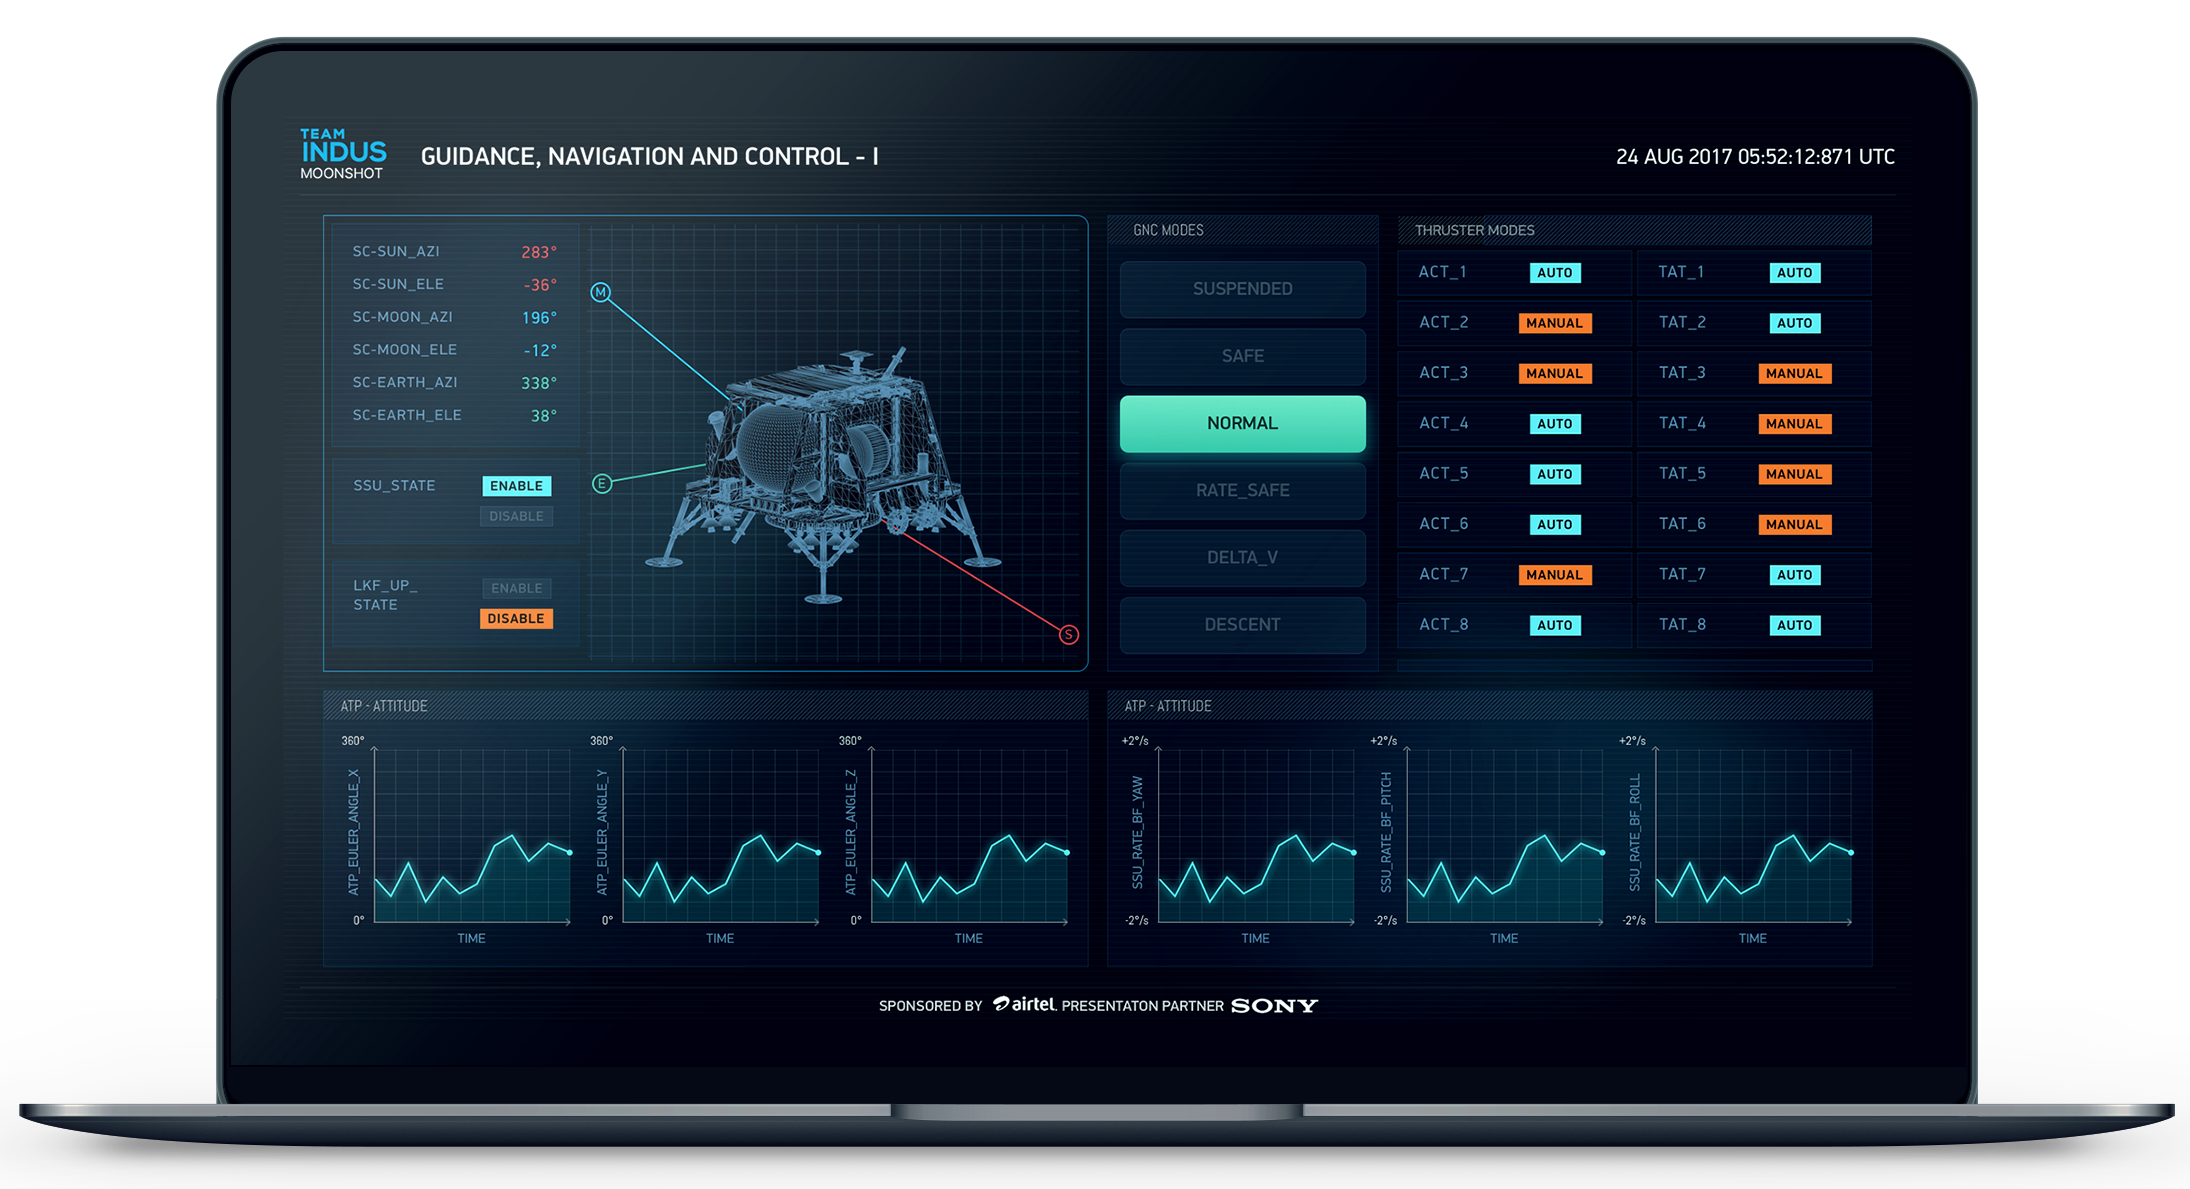 TEAM
INDUS
MOONSHOT
GUIDANCE, NAVIGATION AND CONTROL - I
24 AUG 2017 05:52:12:871 UTC
SC-SUN_AZI 283°
SC-SUN_ELE -36°
SC-MOON_AZI 196°
SC-MOON_ELE -12°
SC-EARTH_AZI 338°
SC-EARTH_ELE 38°
SSU_STATE ENABLE
DISABLE
LKF_UP_
STATE
ENABLE
DISABLE
M
E
S
GNC MODES
SUSPENDED
SAFE
NORMAL
RATE_SAFE
DELTA_V
DESCENT
THRUSTER MODES
ACT_1 AUTO TAT_1 AUTO
ACT_2 MANUAL TAT_2 AUTO
ACT_3 MANUAL TAT_3 MANUAL
ACT_4 AUTO TAT_4 MANUAL
ACT_5 AUTO TAT_5 MANUAL
ACT_6 AUTO TAT_6 MANUAL
ACT_7 MANUAL TAT_7 AUTO
ACT_8 AUTO TAT_8 AUTO
ATP - ATTITUDE
360°
ATP_EULER_ANGLE_X
0°
TIME
360°
ATP_EULER_ANGLE_Y
0°
TIME
360°
ATP_EULER_ANGLE_Z
0°
TIME
ATP - ATTITUDE
+2°/s
SSU_RATE_BF_YAW
-2°/s
TIME
+2°/s
SSU_RATE_BF_PITCH
-2°/s
TIME
+2°/s
SSU_RATE_BF_ROLL
-2°/s
TIME
SPONSORED BY airtel. PRESENTATON PARTNER SONY